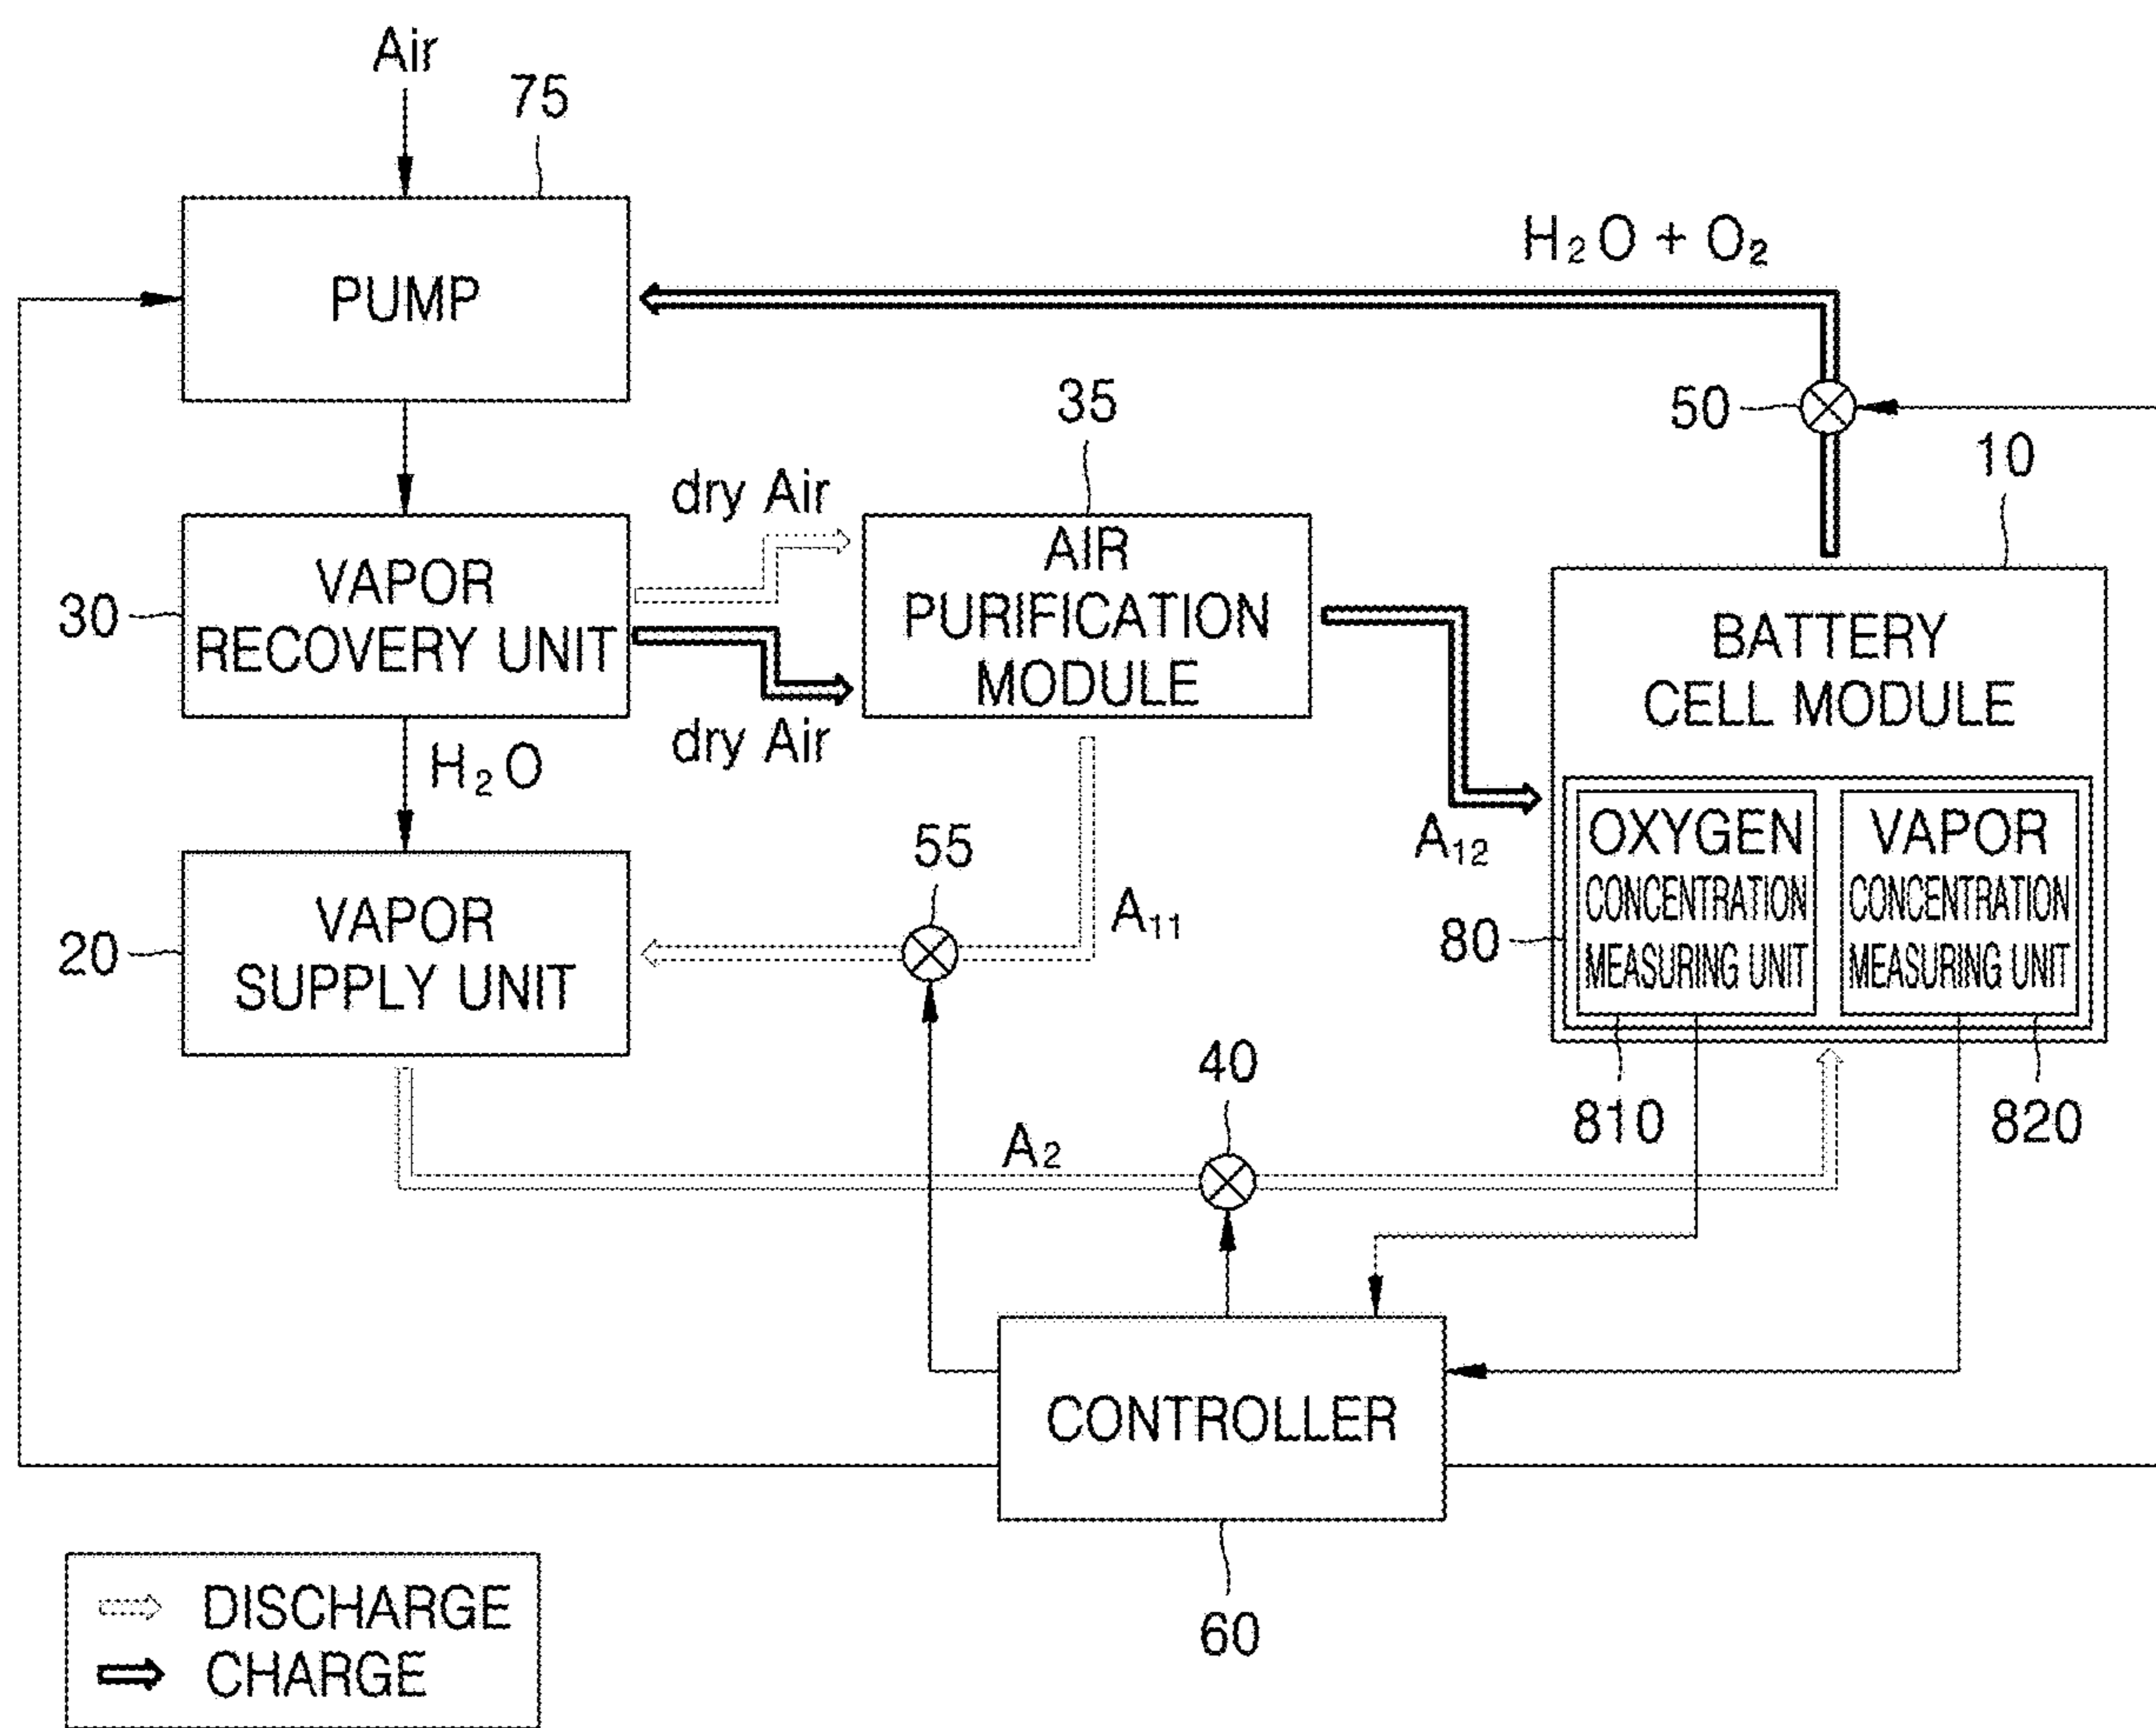 Air
75
PUMP
H₂O + O₂
35
50
10
dry Air
AIR
PURIFICATION
MODULE
30
VAPOR
RECOVERY UNIT
dry Air
BATTERY
CELL MODULE
H₂O
55
A₁₂
OXYGEN
CONCENTRATION
MEASURING UNIT
VAPOR
CONCENTRATION
MEASURING UNIT
A₁₁
80
20
VAPOR
SUPPLY UNIT
40
810
820
A₂
CONTROLLER
60
DISCHARGE
CHARGE